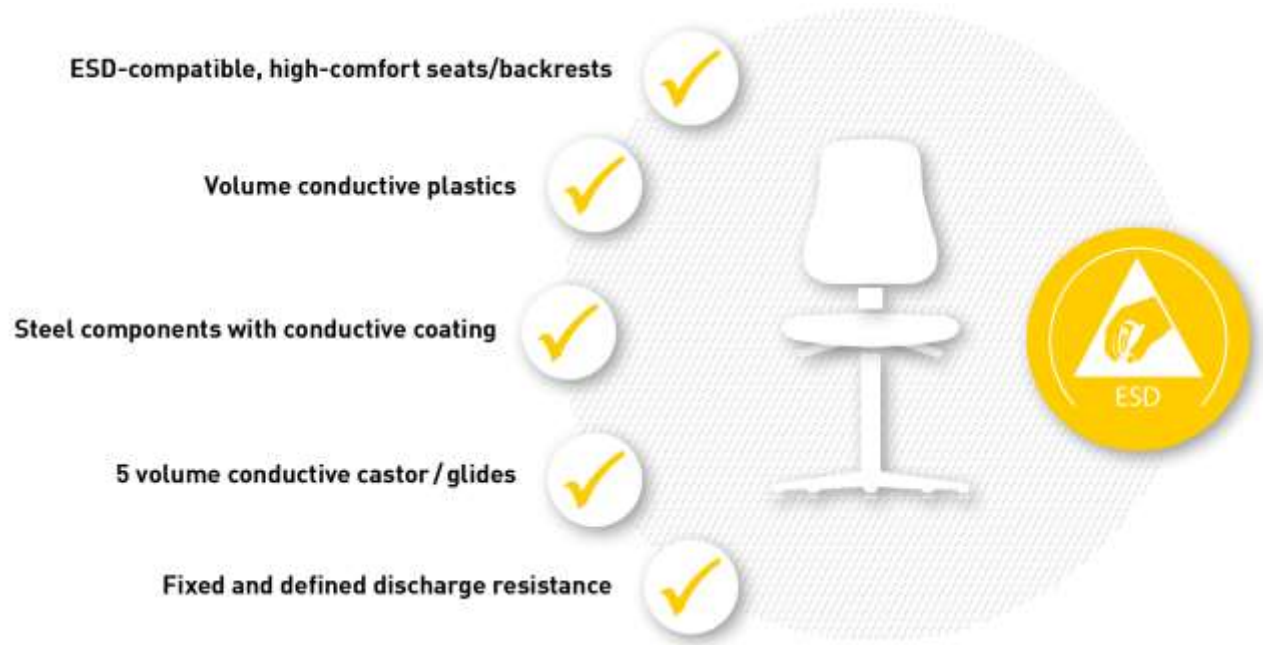 ESD-compatible, high-comfort seats/backrests
Volume conductive plastics
Steel components with conductive coating
ESD
5 volume conductive castor/glides
Fixed and defined discharge resistance